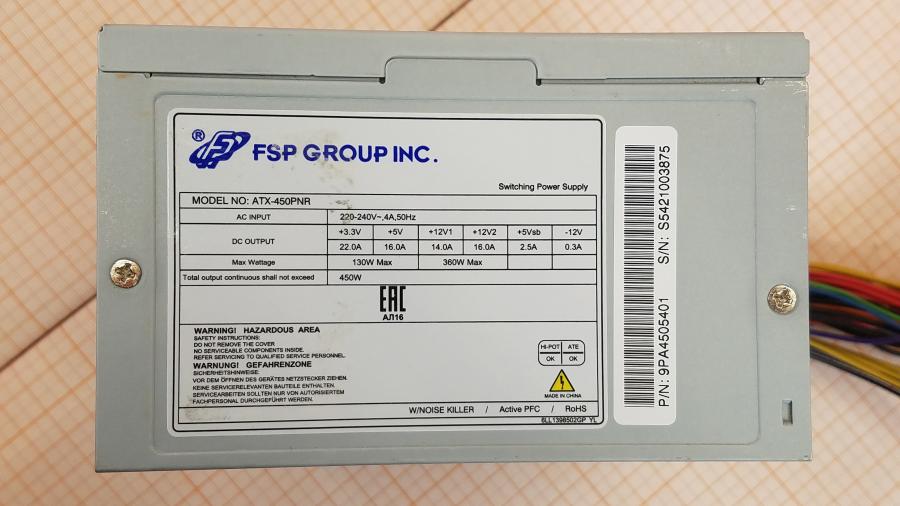 ® FSP GROUP INC.
Switching Power Supply
MODEL NO: ATX-450PNR
AC INPUT 220-240V~,4A,50Hz
DC OUTPUT +3.3V +5V +12V1 +12V2 +5Vsb -12V
22.0A 16.0A 14.0A 16.0A 2.5A 0.3A
Max Wattage 130W Max 360W Max
Total output continuous shall not exceed 450W
EAC
АЛ16
WARNING! HAZARDOUS AREA
SAFETY INSTRUCTIONS:
DO NOT REMOVE THE COVER
NO SERVICEABLE COMPONENTS INSIDE.
REFER SERVICING TO QUALIFIED SERVICE PERSONNEL.
WARNUNG! GEFAHRENZONE
SICHERHEITSHINWEISE:
VOR DEM ÖFFNEN DES GERÄTES NETZSTECKER ZIEHEN.
KEINE SERVICERELEVANTEN BAUTEILE ENTHALTEN.
SERVICEARBEITEN SOLLTEN NUR VON AUTORISIERTEM
FACHPERSONAL DURCHGEFÜHRT WERDEN.
HI-POT ATE
OK OK
MADE IN CHINA
W/NOISE KILLER / Active PFC / RoHS
6LL1398502GP YL
P/N: 9PA4505401 S/N: S5421003875